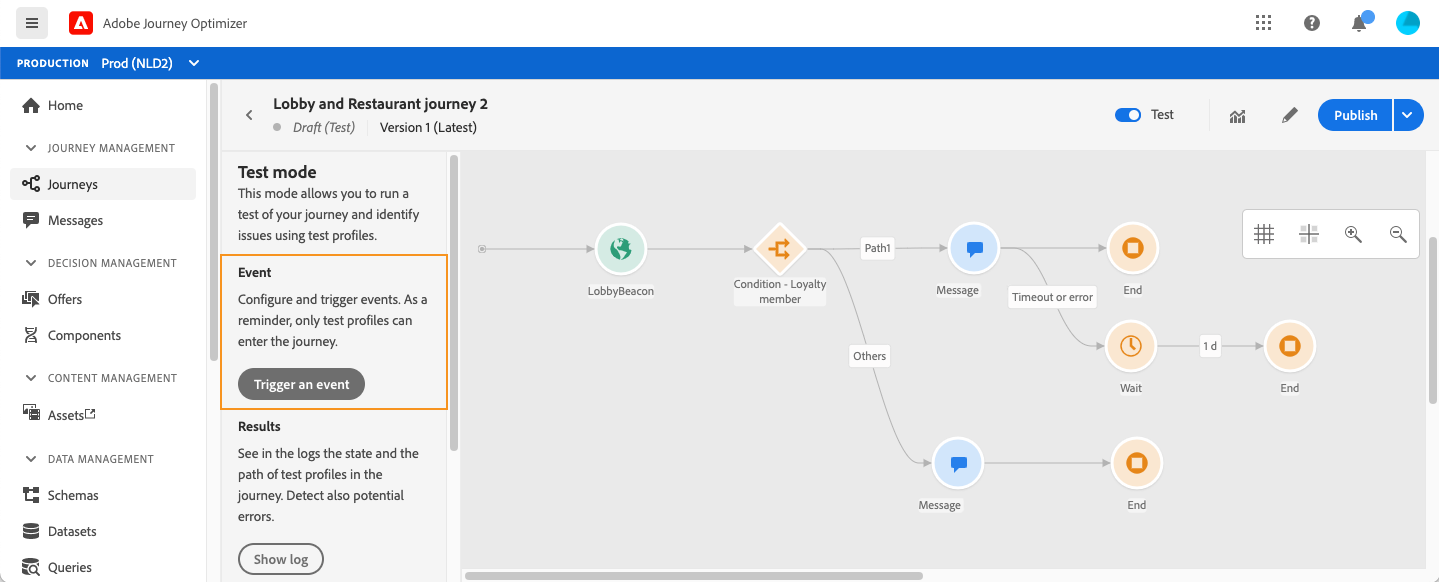 Adobe Journey Optimizer
PRODUCTION Prod (NLD2)
Home
JOURNEY MANAGEMENT
Journeys
Messages
DECISION MANAGEMENT
Offers
Components
CONTENT MANAGEMENT
Assets
DATA MANAGEMENT
Schemas
Datasets
Queries
Lobby and Restaurant journey 2
Draft (Test) Version 1 (Latest)
Test
Publish
Test mode
This mode allows you to run a
test of your journey and identify
issues using test profiles.
Event
Configure and trigger events. As a
reminder, only test profiles can
enter the journey.
Trigger an event
Results
See in the logs the state and the
path of test profiles in the
journey. Detect also potential
errors.
Show log
LobbyBeacon
Condition - Loyalty
member
Path1
Message
End
Timeout or error
Others
Wait
1 d
End
Message
End